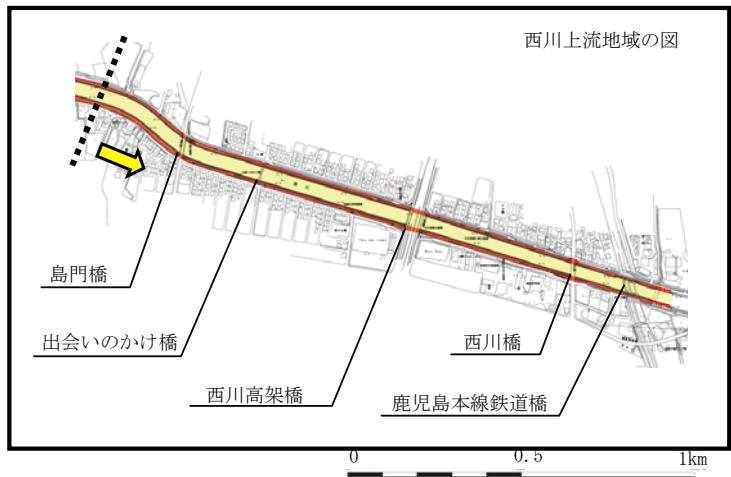 西川上流地域の図
島門橋
出会いのかけ橋
西川橋
西川高架橋
鹿児島本線鉄道橋
0 0.5 1km